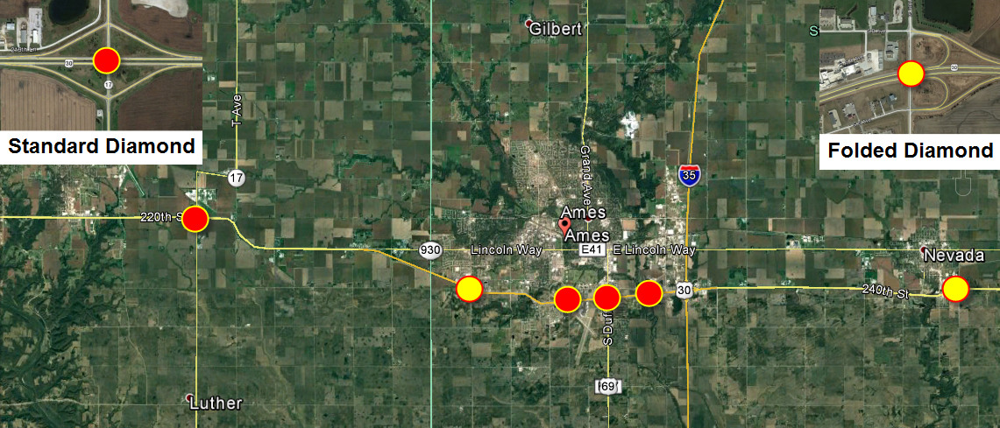 Standard Diamond
30
17
Folded Diamond
30
Gilbert
S
T Ave
Grand Ave
17
35
220th S
Ames
Ames
930
Lincoln Way
E41
E Lincoln Way
Nevada
30
240th St
S Duff
69
Luther